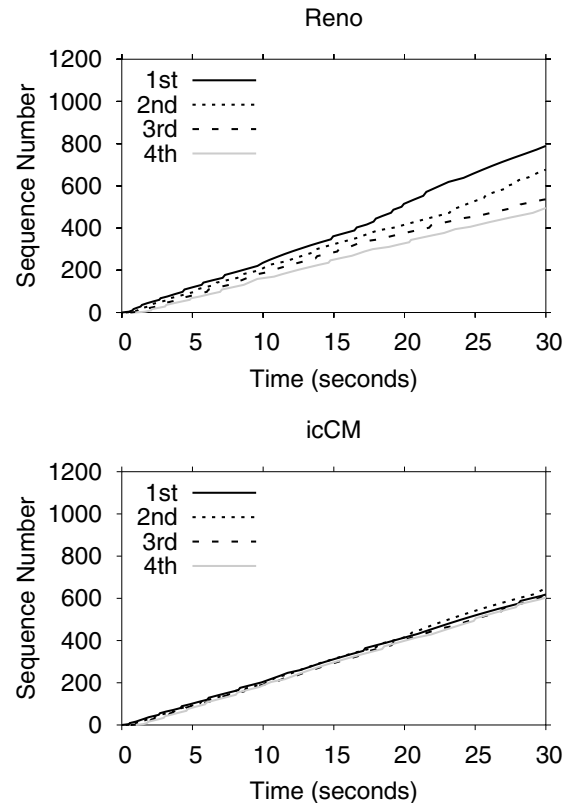 Reno
1200
1000
800
600
400
200
0
Sequence Number
1st
2nd
3rd
4th
0 5 10 15 20 25 30
Time (seconds)
icCM
1200
1000
800
600
400
200
0
Sequence Number
1st
2nd
3rd
4th
0 5 10 15 20 25 30
Time (seconds)